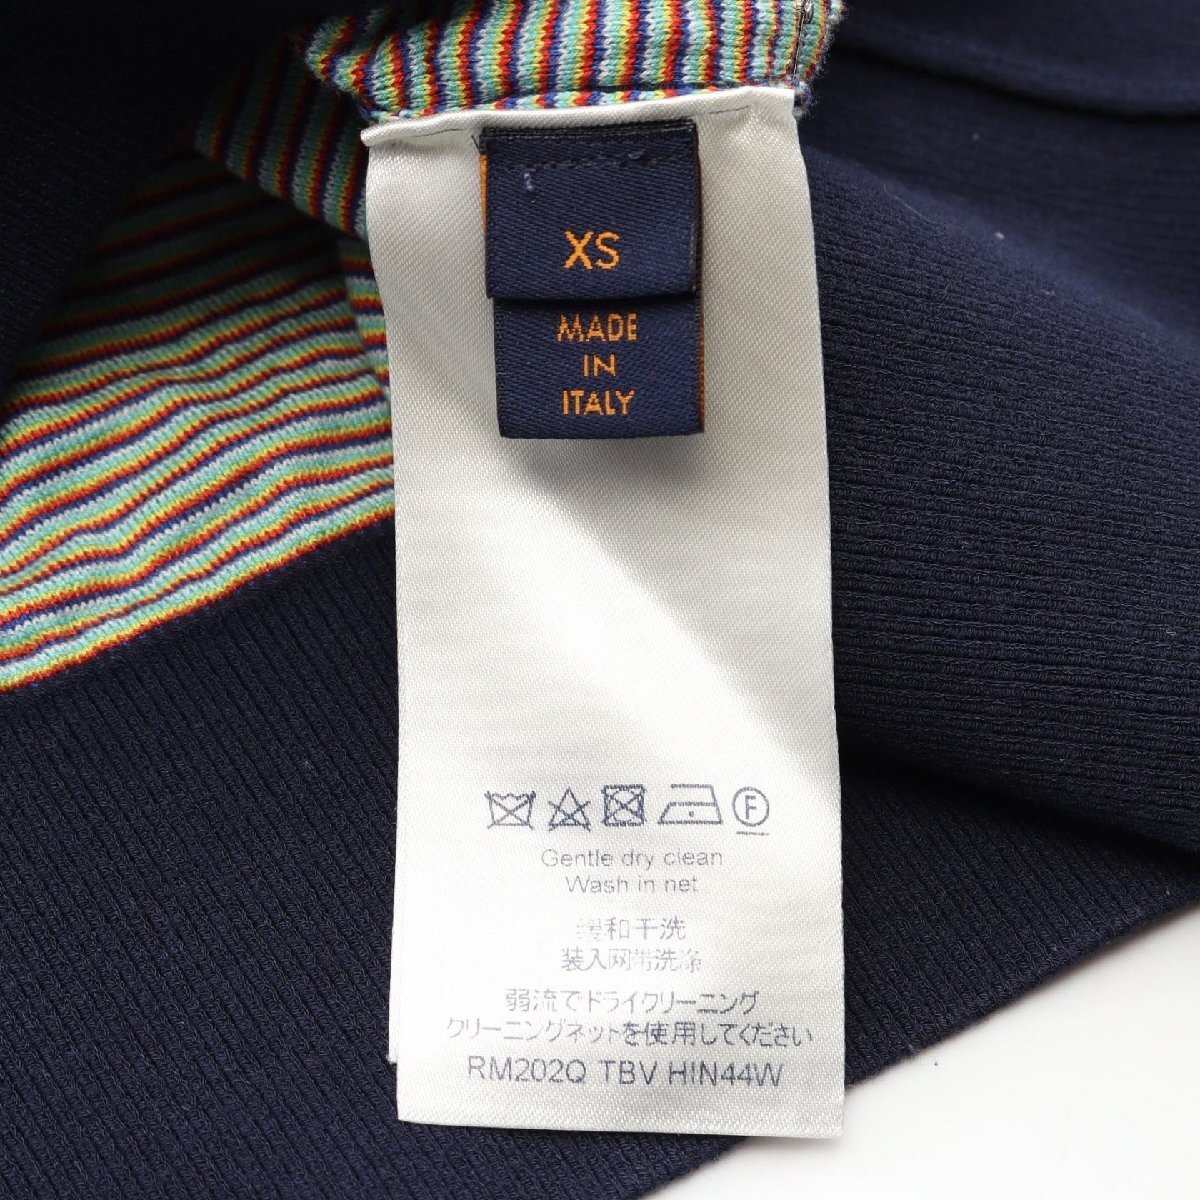 XS
MADE
IN
ITALY
F
Gentle dry clean
Wash in net
缓和干洗
装入网带洗涤
弱流でドライクリーニング
クリーニングネットを使用してください
RM202Q TBV HIN44W